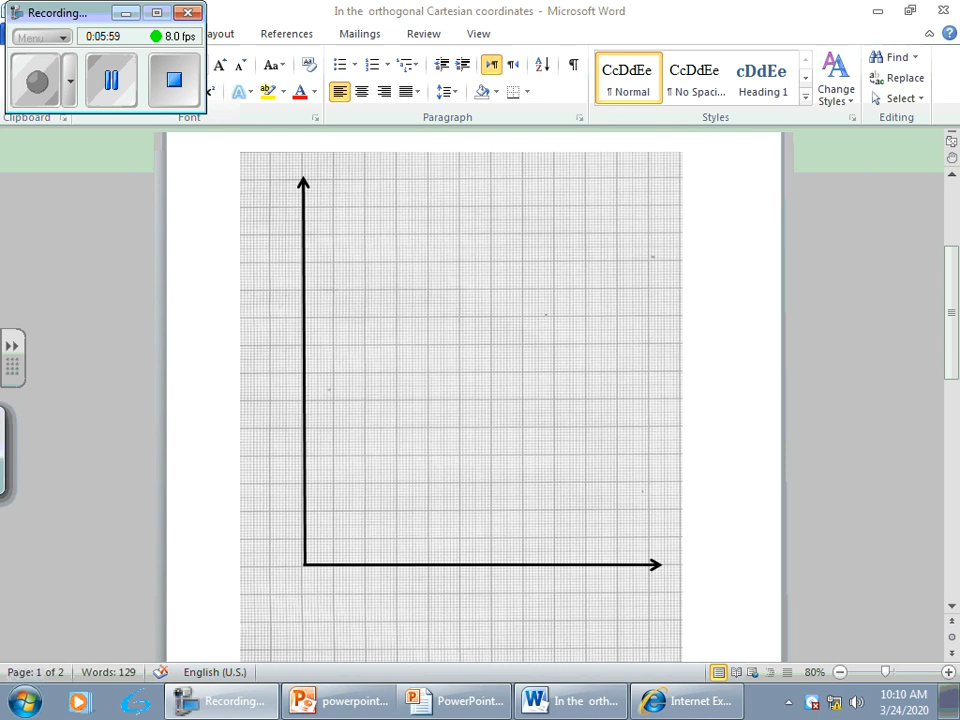 Recording...
In the orthogonal Cartesian coordinates - Microsoft Word
Menu
0:05:59
8.0 fps
ayout
References
Mailings
Review
View
Aa
CcDdEe
CcDdEe
cDdEe
¶ Normal
¶ No Spaci...
Heading 1
Change
Styles
Find
Replace
Select
Clipboard
Font
Paragraph
Styles
Editing
Page: 1 of 2
Words: 129
English (U.S.)
80%
Recording...
powerpoint...
PowerPoint...
In the orth...
Internet Ex...
10:10 AM
3/24/2020